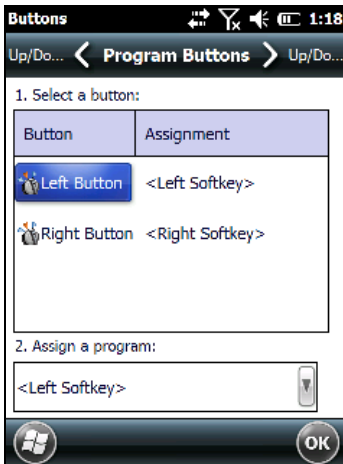 Buttons 1:18
Up/Do... Program Buttons Up/Do...
1. Select a button:
Button Assignment
Left Button <Left Softkey>
Right Button <Right Softkey>
2. Assign a program:
<Left Softkey>
OK